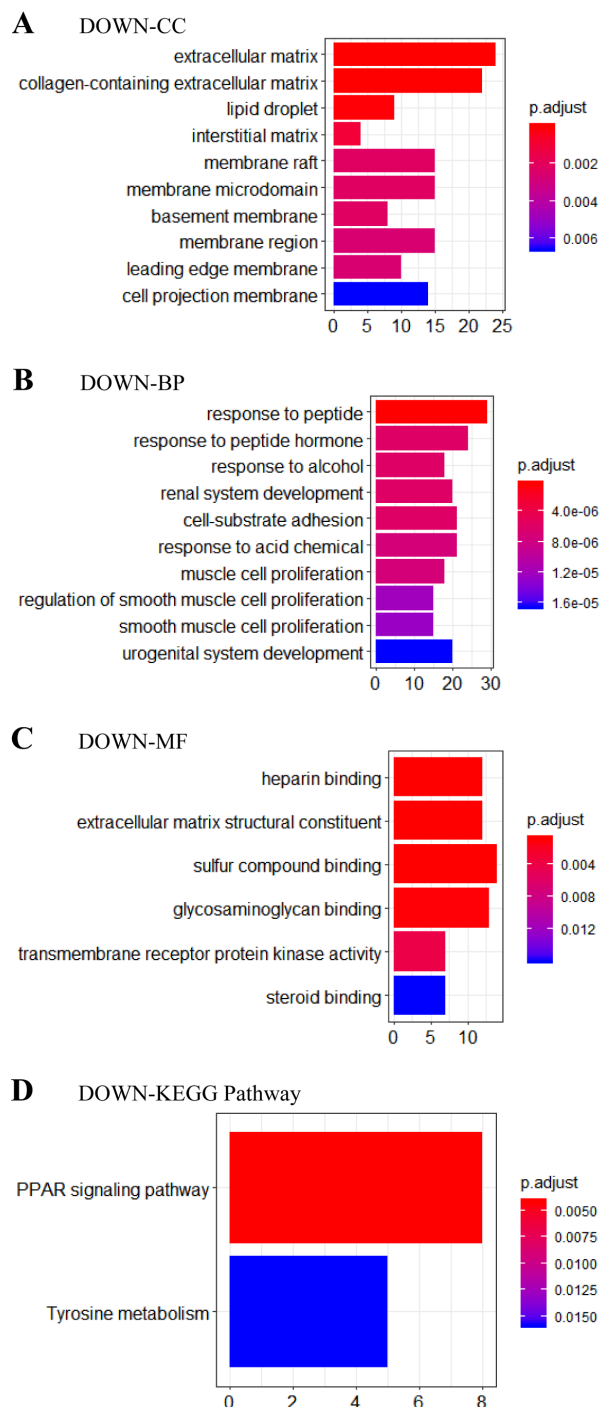 A DOWN-CC
extracellular matrix
collagen-containing extracellular matrix
lipid droplet
interstitial matrix
membrane raft
membrane microdomain
basement membrane
membrane region
leading edge membrane
cell projection membrane
0 5 10 15 20 25
p.adjust
0.002
0.004
0.006
B DOWN-BP
response to peptide
response to peptide hormone
response to alcohol
renal system development
cell-substrate adhesion
response to acid chemical
muscle cell proliferation
regulation of smooth muscle cell proliferation
smooth muscle cell proliferation
urogenital system development
0 10 20 30
p.adjust
4.0e-06
8.0e-06
1.2e-05
1.6e-05
C DOWN-MF
heparin binding
extracellular matrix structural constituent
sulfur compound binding
glycosaminoglycan binding
transmembrane receptor protein kinase activity
steroid binding
0 5 10
p.adjust
0.004
0.008
0.012
D DOWN-KEGG Pathway
PPAR signaling pathway
Tyrosine metabolism
0 2 4 6 8
p.adjust
0.0050
0.0075
0.0100
0.0125
0.0150